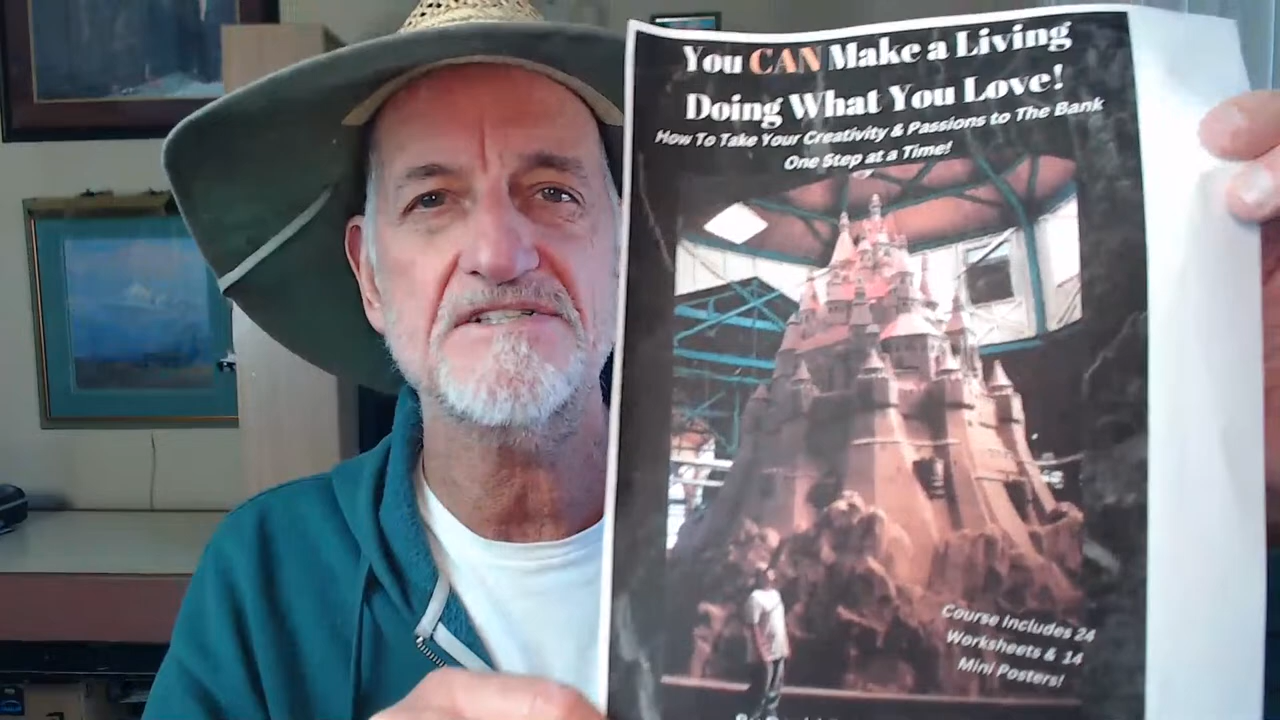 You CAN Make a Living
Doing What You Love!
How To Take Your Creativity & Passions to The Bank
One Step at a Time!
Course Includes 24
Worksheets & 14
Mini Posters!